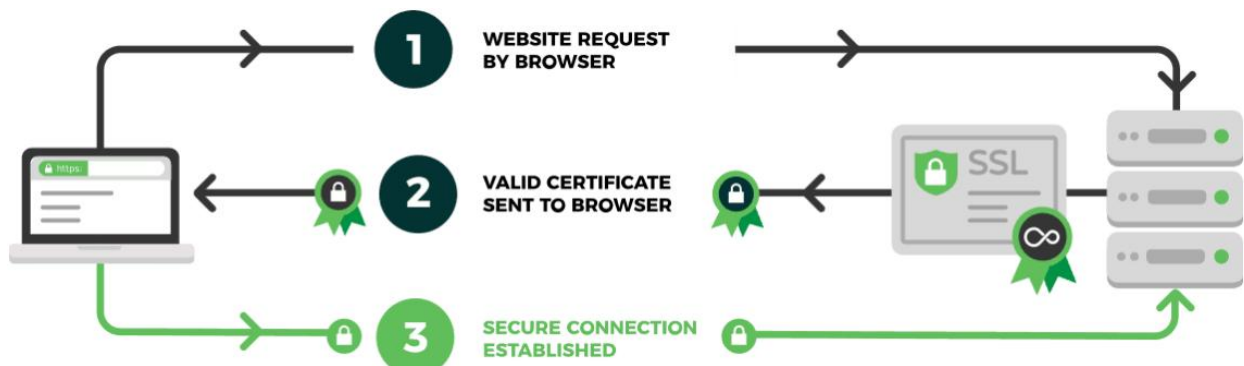 1
WEBSITE REQUEST
BY BROWSER
https:
2
VALID CERTIFICATE
SENT TO BROWSER
SSL
3
SECURE CONNECTION
ESTABLISHED